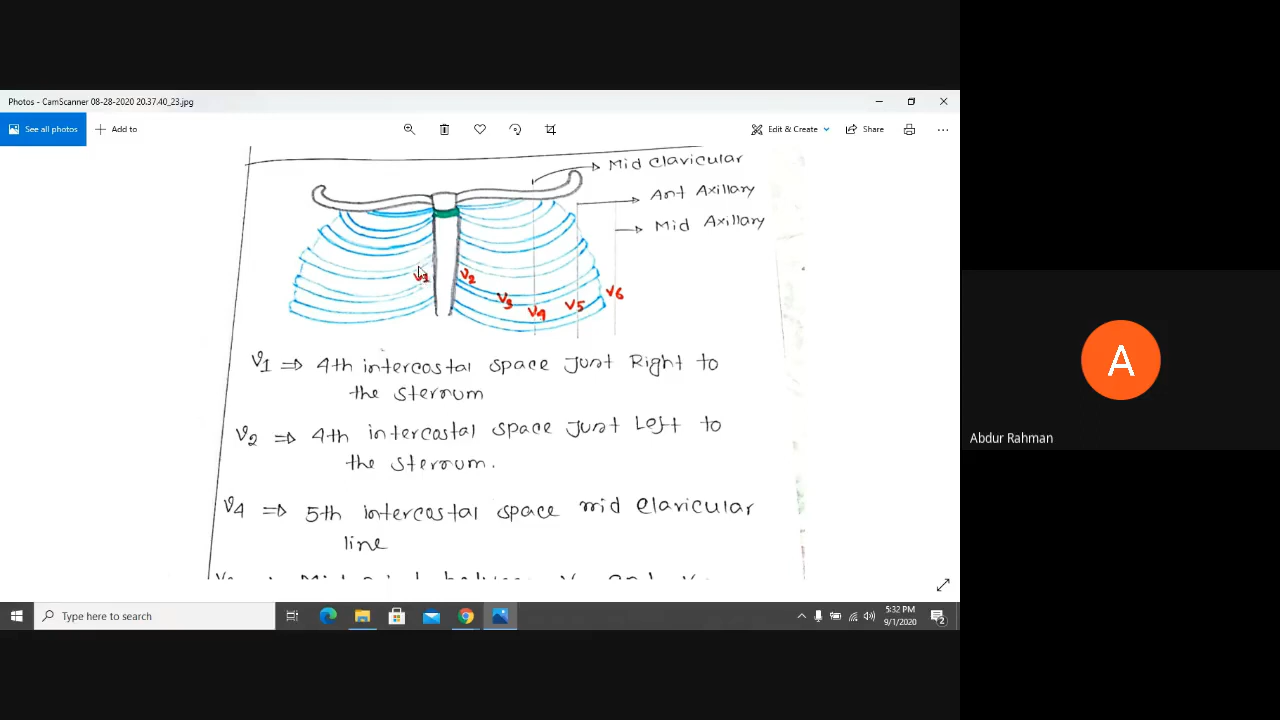 Photos - CamScanner 08-28-2020 20.37.40_23.jpg
See all photos
Add to
Edit & Create
Share
Mid Clavicular
Ant Axillary
Mid Axillary
V1
V2
V3
V4
V5
V6
V1 ⇒ 4th intercostal space Just Right to
the sternum
V2 ⇒ 4th intercostal space Just Left to
the sternum.
V4 ⇒ 5th intercostal space mid clavicular
line
A
Abdur Rahman
Type here to search
5:32 PM
9/1/2020
2